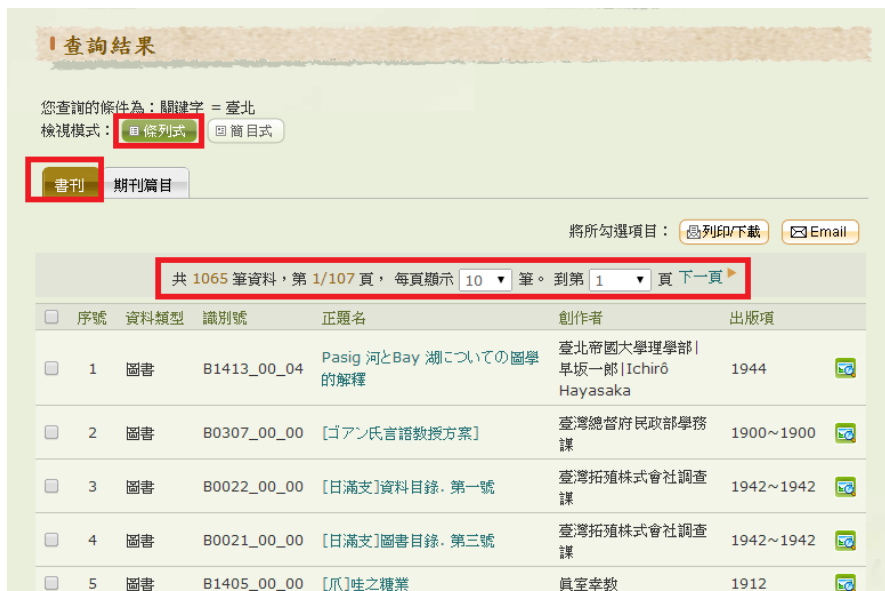 查詢結果
您查詢的條件為：關鍵字 = 臺北
檢視模式： 條列式 簡目式
書刊 期刊篇目
將所勾選項目： 列印/下載 Email
共 1065 筆資料，第 1/107 頁， 每頁顯示 10 筆。 到第 1 頁 下一頁
序號 資料類型 識別號 正題名 創作者 出版項
臺北帝國大學理學部|
1 圖書 B1413_00_04 Pasig 河とBay 湖についての圖學 早坂一郎|Ichirô 1944
的解釋 Hayasaka
2 圖書 B0307_00_00 [ゴアン氏言語教授方案] 臺灣總督府民政部學務 1900~1900
課
3 圖書 B0022_00_00 [日滿支]資料目錄. 第一號 臺灣拓殖株式會社調查 1942~1942
課
4 圖書 B0021_00_00 [日滿支]圖書目錄. 第三號 臺灣拓殖株式會社調查 1942~1942
課
5 圖書 B1405_00_00 [爪]哇之糖業 眞室幸教 1912